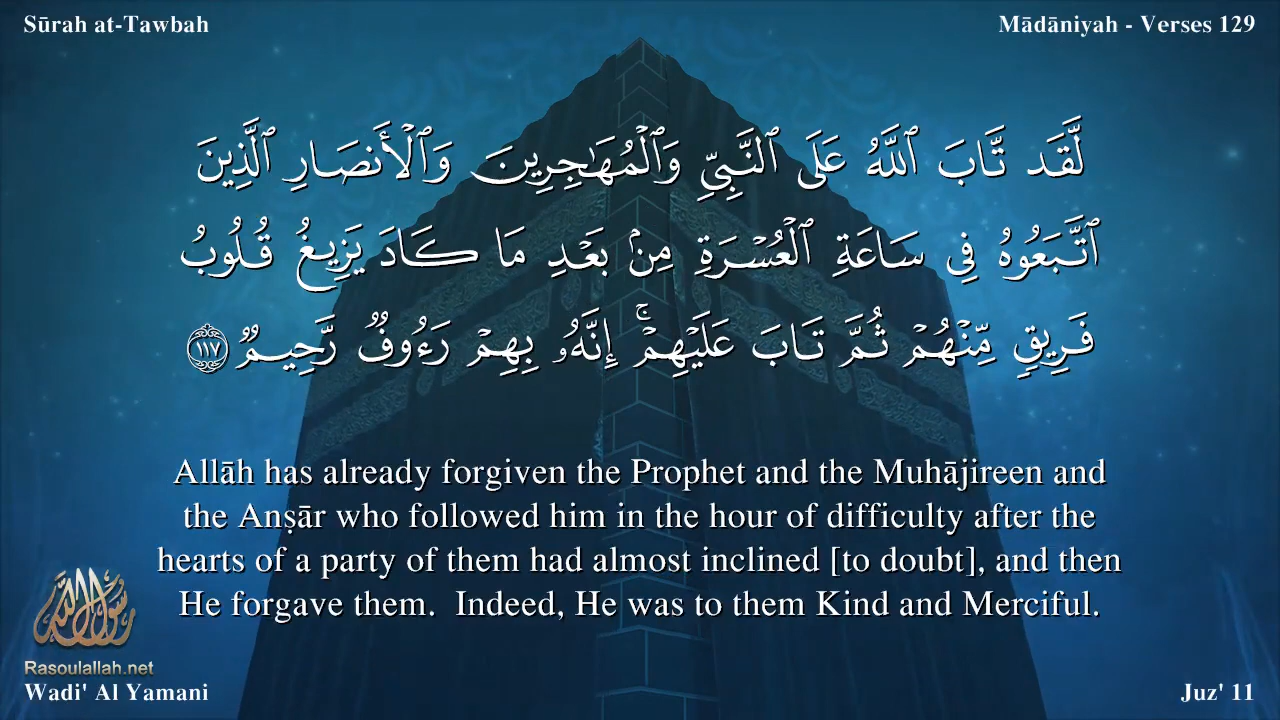 Sūrah at-Tawbah
Mādāniyah - Verses 129
لَّقَد تَّابَ ٱللَّهُ عَلَى ٱلنَّبِىِّ وَٱلْمُهَـٰجِرِينَ وَٱلْأَنصَارِ ٱلَّذِينَ
ٱتَّبَعُوهُ فِى سَاعَةِ ٱلْعُسْرَةِ مِنۢ بَعْدِ مَا كَادَ يَزِيغُ قُلُوبُ
فَرِيقٍ مِّنْهُمْ ثُمَّ تَابَ عَلَيْهِمْ ۚ إِنَّهُۥ بِهِمْ رَءُوفٌ رَّحِيمٌ ١١٧
Allāh has already forgiven the Prophet and the Muhājireen and
the Anṣār who followed him in the hour of difficulty after the
hearts of a party of them had almost inclined [to doubt], and then
He forgave them.  Indeed, He was to them Kind and Merciful.
رسول الله
Rasoulallah.net
Wadi' Al Yamani
Juz' 11